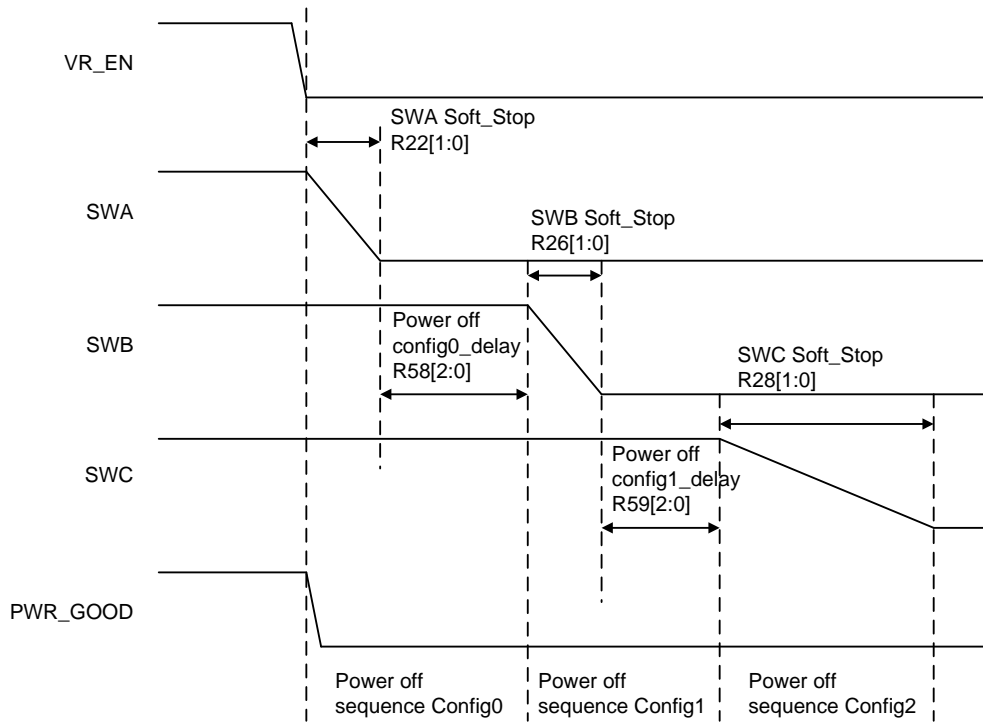 VR_EN
SWA Soft_Stop
R22[1:0]
SWA
SWB Soft_Stop
R26[1:0]
SWB
Power off
config0_delay
R58[2:0]
SWC Soft_Stop
R28[1:0]
SWC
Power off
config1_delay
R59[2:0]
PWR_GOOD
Power off
sequence Config0
Power off
sequence Config1
Power off
sequence Config2